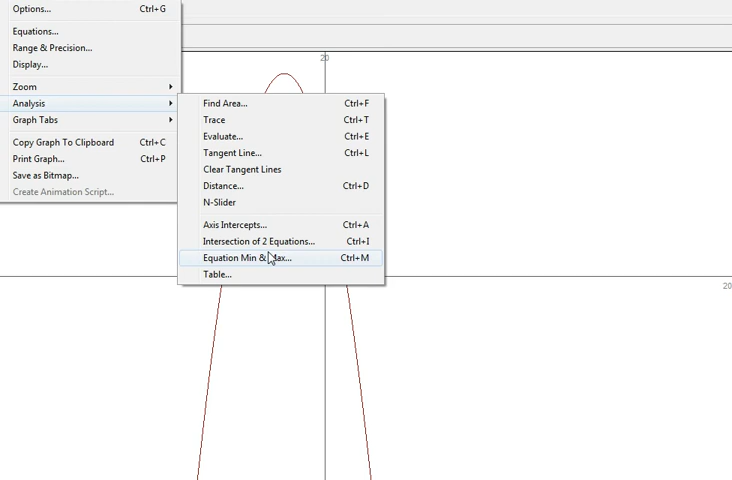 Options... Ctrl+G
Equations...
Range & Precision...
Display...
Zoom
Analysis
Graph Tabs
Copy Graph To Clipboard Ctrl+C
Print Graph... Ctrl+P
Save as Bitmap...
Create Animation Script...
Find Area... Ctrl+F
Trace Ctrl+T
Evaluate... Ctrl+E
Tangent Line... Ctrl+L
Clear Tangent Lines
Distance... Ctrl+D
N-Slider
Axis Intercepts... Ctrl+A
Intersection of 2 Equations... Ctrl+I
Equation Min & Max... Ctrl+M
Table...
20
20